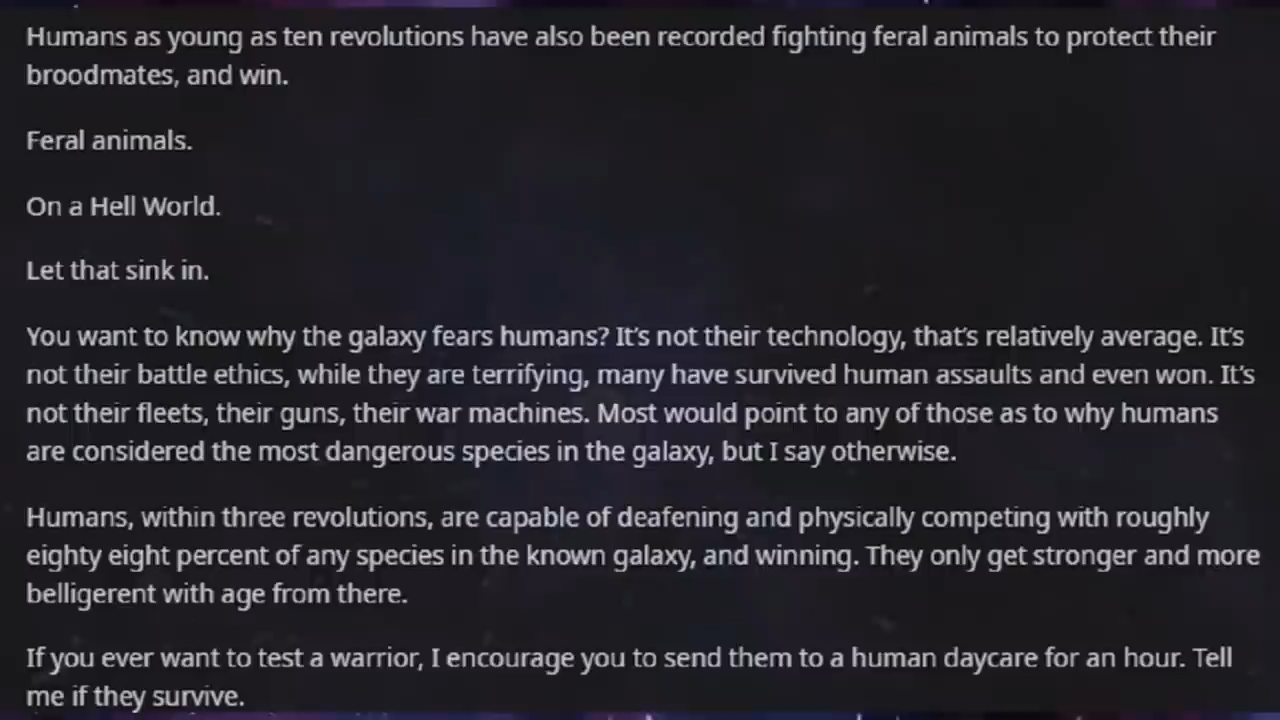 Humans as young as ten revolutions have also been recorded fighting feral animals to protect their
broodmates, and win.
Feral animals.
On a Hell World.
Let that sink in.
You want to know why the galaxy fears humans? It's not their technology, that's relatively average. It's
not their battle ethics, while they are terrifying, many have survived human assaults and even won. It's
not their fleets, their guns, their war machines. Most would point to any of those as to why humans
are considered the most dangerous species in the galaxy, but I say otherwise.
Humans, within three revolutions, are capable of deafening and physically competing with roughly
eighty eight percent of any species in the known galaxy, and winning. They only get stronger and more
belligerent with age from there.
If you ever want to test a warrior, I encourage you to send them to a human daycare for an hour. Tell
me if they survive.